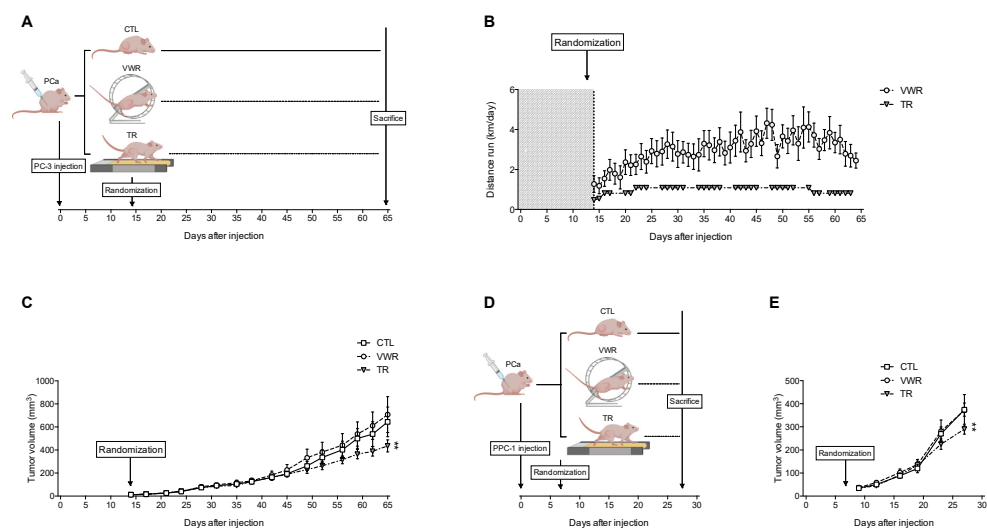 A
CTL
PCa
VWR
TR
Sacrifice
PC-3 injection
Randomization
0 5 10 15 20 25 30 35 40 45 50 55 60 65
Days after injection
B
Randomization
VWR
TR
6
4
2
0
Distance run (km/day)
0 5 10 15 20 25 30 35 40 45 50 55 60 65
Days after injection
C
CTL
VWR
TR
1000
800
600
400
200
0
Tumor volume (mm³)
Randomization
**
0 5 10 15 20 25 30 35 40 45 50 55 60 65
Days after injection
D
CTL
PCa
VWR
TR
Sacrifice
PPC-1 injection
Randomization
0 5 10 15 20 25 30
Days after injection
E
CTL
VWR
TR
500
400
300
200
100
0
Tumor volume (mm³)
Randomization
**
0 5 10 15 20 25 30
Days after injection